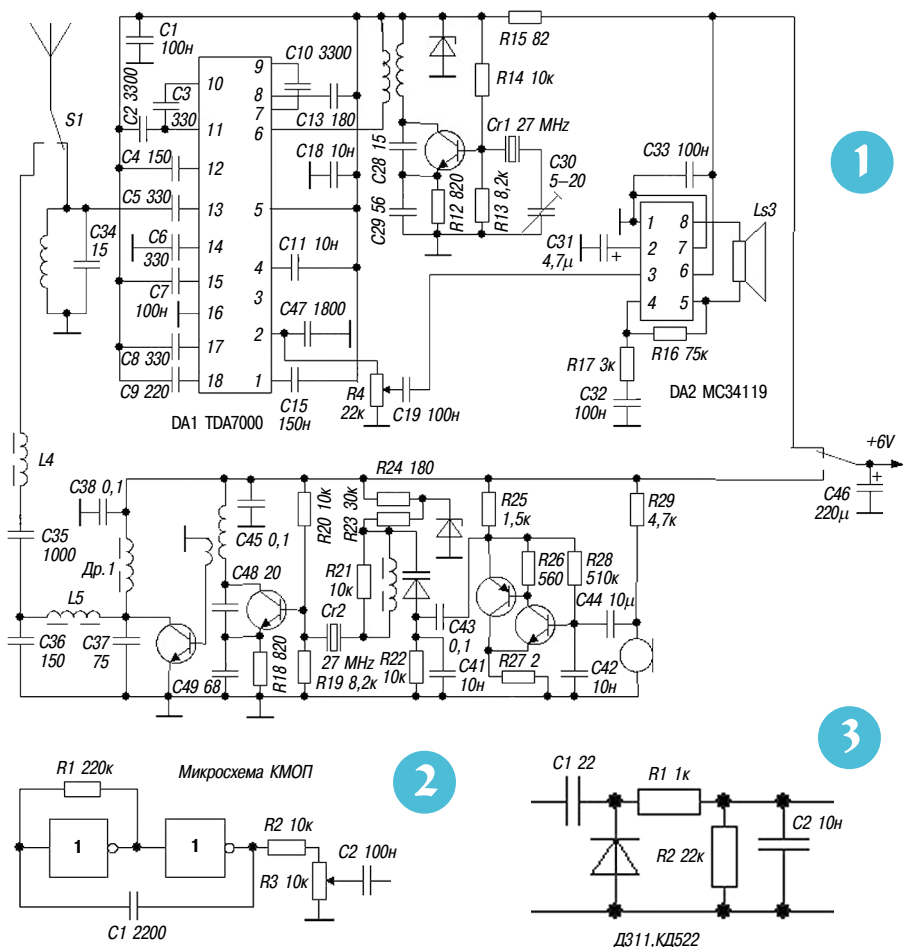 C1
100н
C10 3300
9
8
7
6
C2 3300
C3
330
10
11
S1
C4 150
12
C5 330
13
C34
15
C6
330
14
C7
100н
15
16
C8 330
17
C9 220
18
DA1 TDA7000
C13 180
C18 10н
5
C11 10н
4
3
C47 1800
2
1
C15
150н
R4
22к
C19 100н
C28 15
C29 56
R12 820
R13 8,2к
R14 10к
R15 82
Cr1 27 MHz
C30
5–20
C33 100н
1
C31
4,7μ
+
1
2
3
4
8
7
6
5
Ls3
R16 75к
R17 3к
C32
100н
DA2 MC34119
+6V
+
C46
220μ
L4
C38 0,1
C35
1000
Др.1
L5
C36
150
C37
75
C45 0,1
C48 20
C49 68
R18 820
R20 10к
R24 180
R23 30к
R21
10к
Cr2
27 MHz
R19 8,2к
R22
10к
C43
0,1
C41
10н
R25
1,5к
R26
560
R28
510к
R29
4,7к
C44 10μ
R27 2
C42
10н
2
R1 220к
Микросхема КМОП
1
1
R2 10к
R3 10к
C2 100н
C1 2200
3
C1 22
R1 1к
R2 22к
C2 10н
Д311,КД522